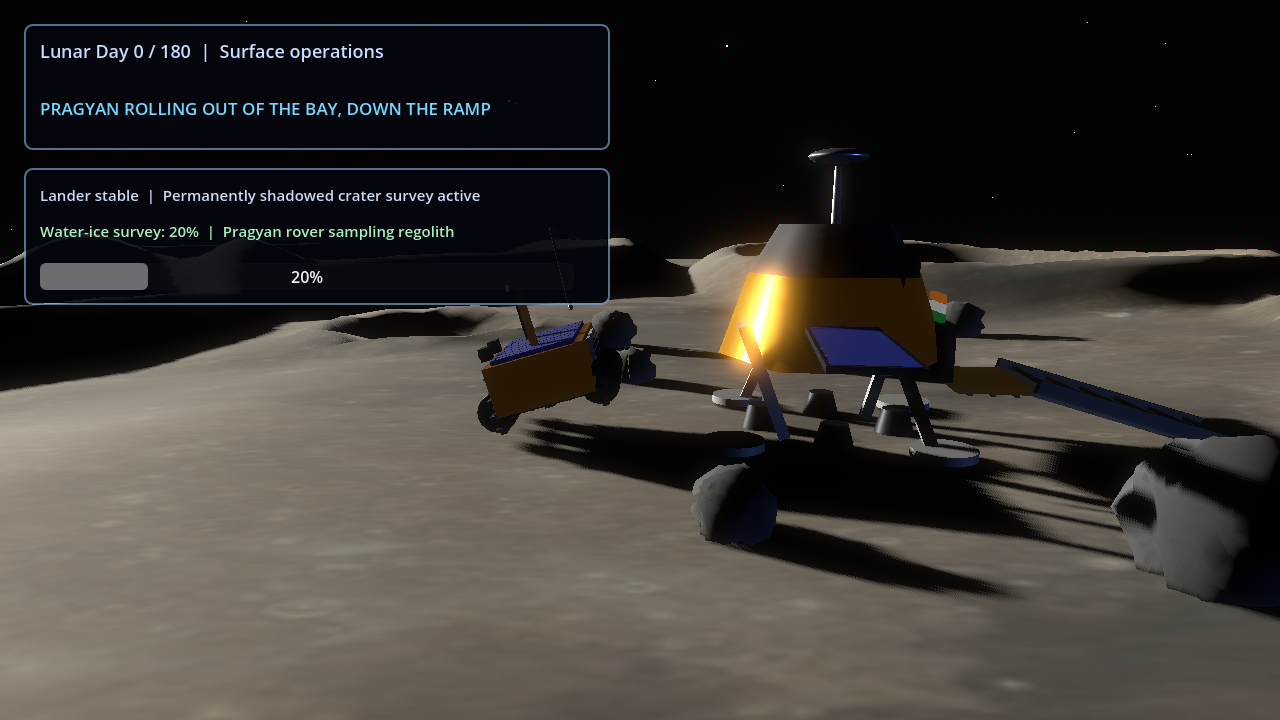 Lunar Day 0 / 180 | Surface operations
PRAGYAN ROLLING OUT OF THE BAY, DOWN THE RAMP
Lander stable | Permanently shadowed crater survey active
Water-ice survey: 20% | Pragyan rover sampling regolith
20%